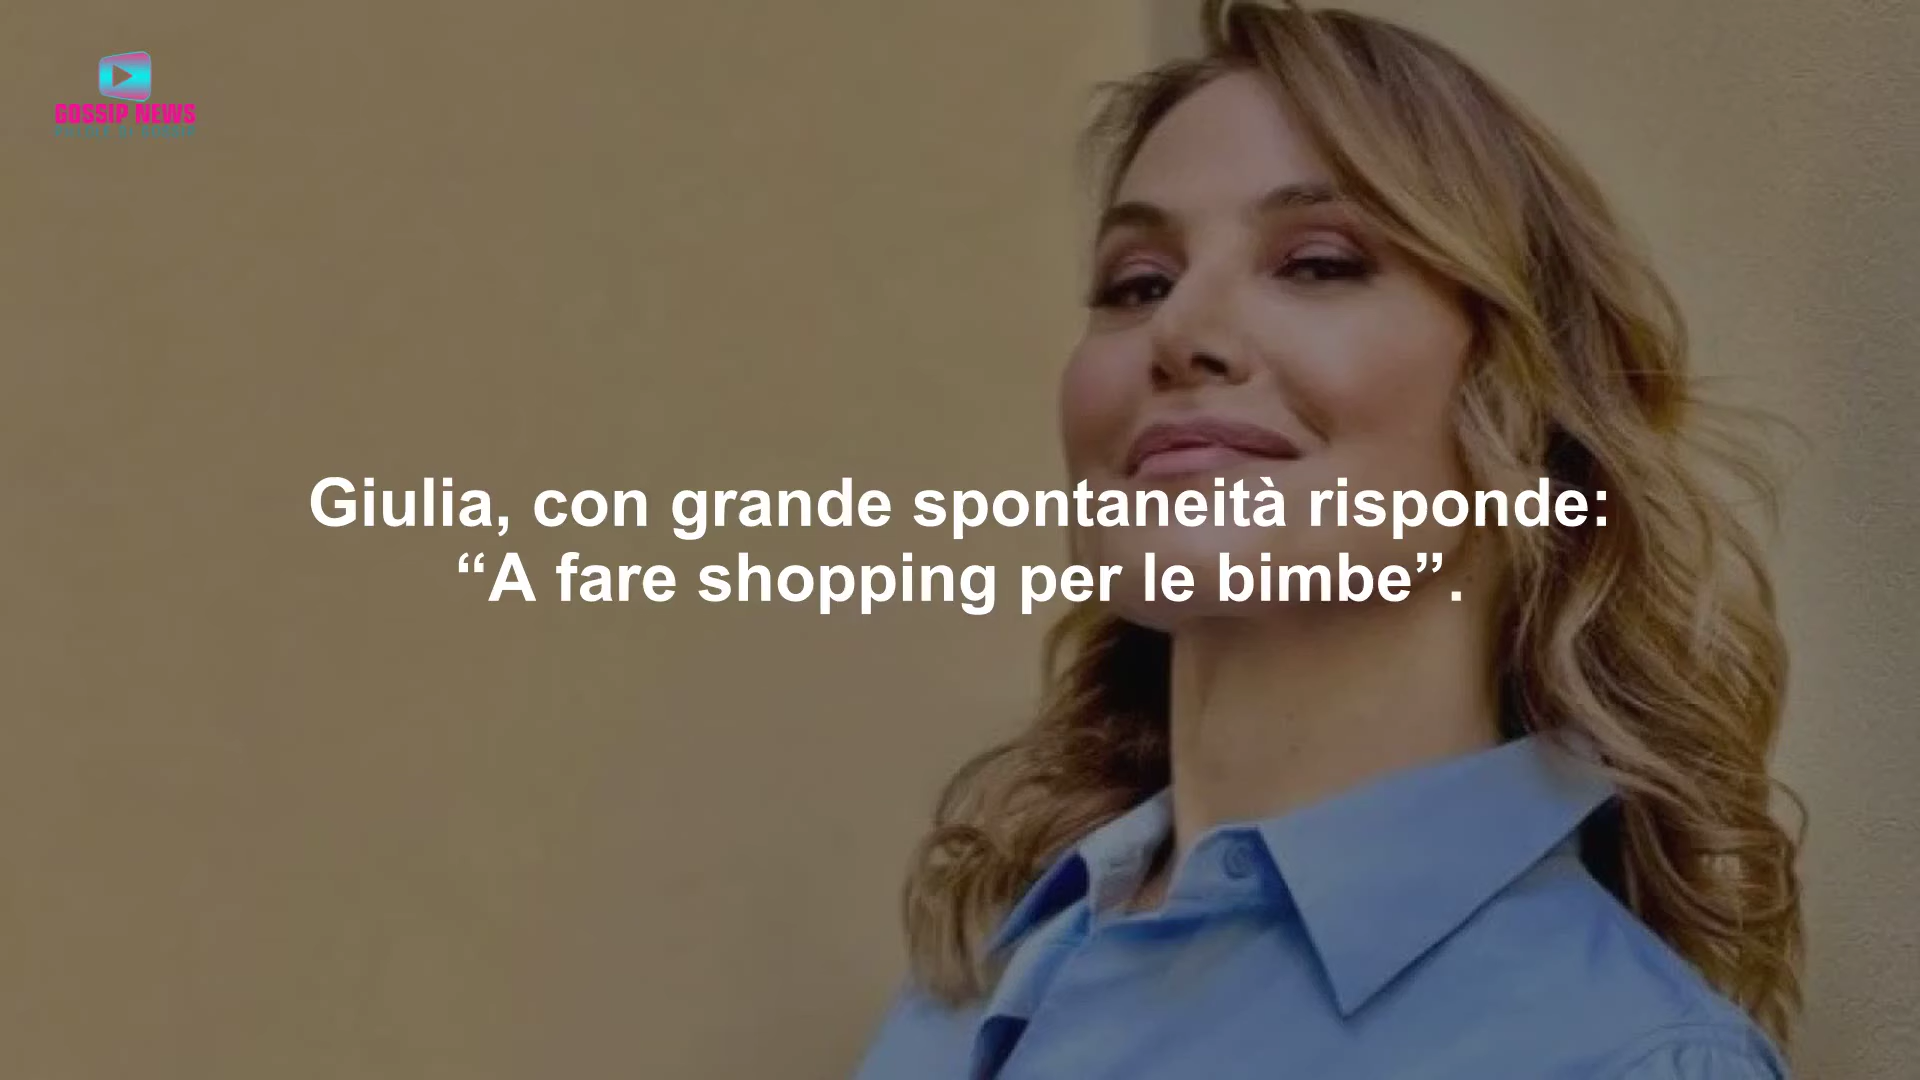 GOSSIP NEWS
Giulia, con grande spontaneità risponde:
“A fare shopping per le bimbe”.